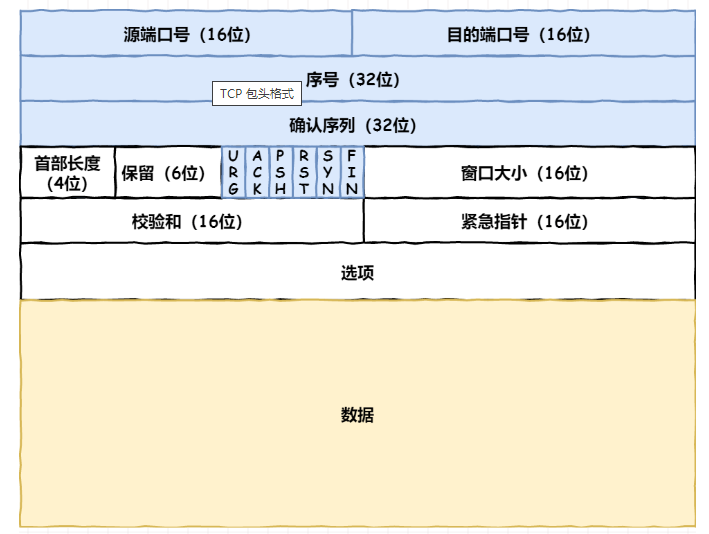 源端口号（16位）
目的端口号（16位）
序号（32位）
TCP 包头格式
确认序列（32位）
首部长度
（4位）
保留（6位）
URG
ACK
PSH
RST
SYN
FIN
窗口大小（16位）
校验和（16位）
紧急指针（16位）
选项
数据